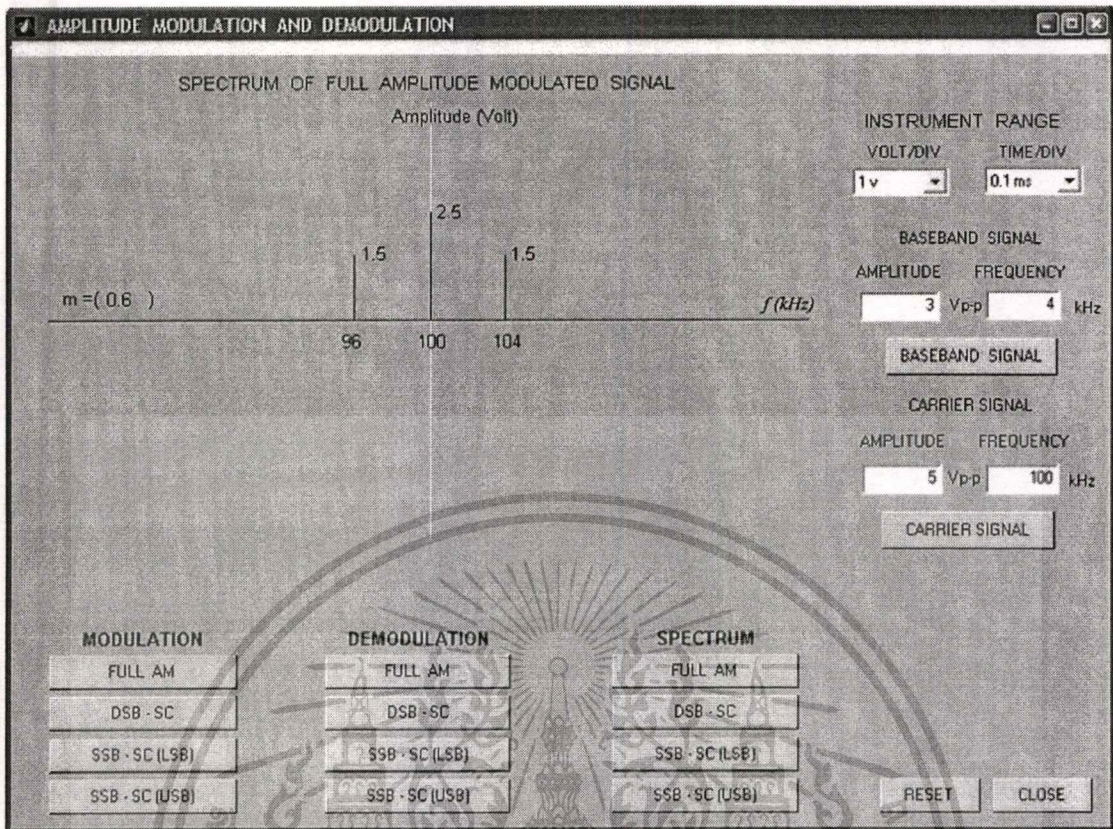 AMPLITUDE MODULATION AND DEMODULATION
SPECTRUM OF FULL AMPLITUDE MODULATED SIGNAL
Amplitude (Volt)
2.5
1.5
1.5
m =( 0.6 )
f(kHz)
96
100
104
INSTRUMENT RANGE
VOLT/DIV TIME/DIV
1 v 0.1 ms
BASEBAND SIGNAL
AMPLITUDE FREQUENCY
3 Vp-p 4 kHz
BASEBAND SIGNAL
CARRIER SIGNAL
AMPLITUDE FREQUENCY
5 Vp-p 100 kHz
CARRIER SIGNAL
MODULATION
FULL AM
DSB - SC
SSB - SC (LSB)
SSB - SC (USB)
DEMODULATION
FULL AM
DSB - SC
SSB - SC (LSB)
SSB - SC (USB)
SPECTRUM
FULL AM
DSB - SC
SSB - SC (LSB)
SSB - SC (USB)
RESET
CLOSE